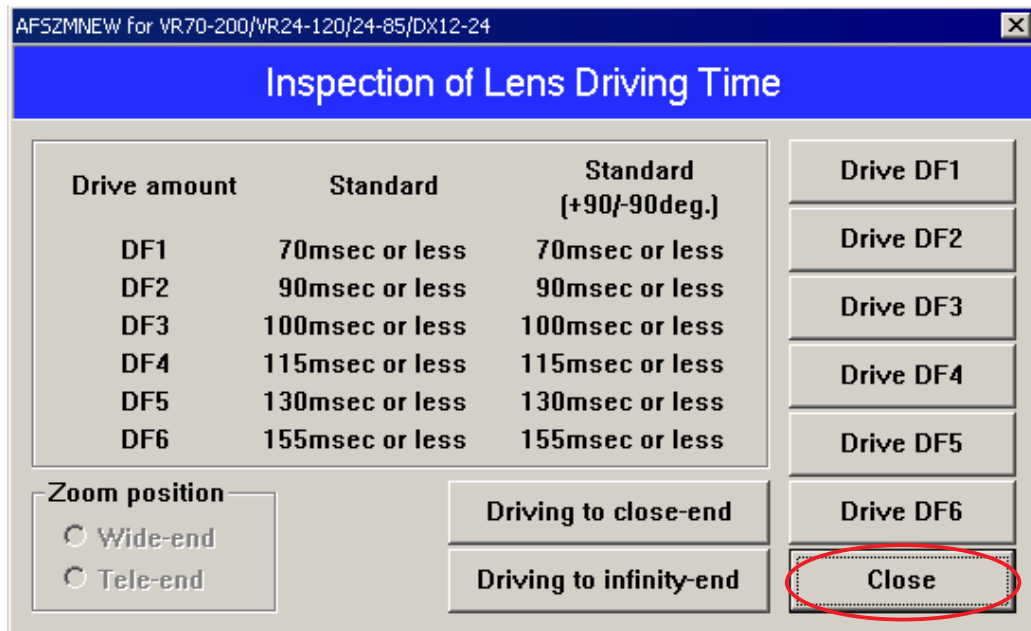 AFSZMNEW for VR70-200/VR24-120/24-85/DX12-24
Inspection of Lens Driving Time
Drive amount Standard Standard (+90/-90deg.)
DF1 70msec or less 70msec or less
DF2 90msec or less 90msec or less
DF3 100msec or less 100msec or less
DF4 115msec or less 115msec or less
DF5 130msec or less 130msec or less
DF6 155msec or less 155msec or less
Drive DF1
Drive DF2
Drive DF3
Drive DF4
Drive DF5
Drive DF6
Zoom position
Wide-end
Tele-end
Driving to close-end
Driving to infinity-end
Close